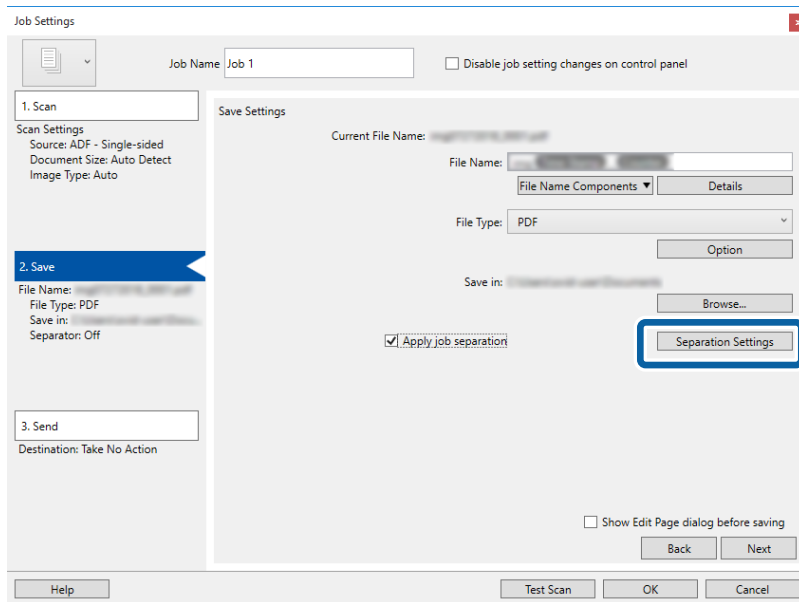 Job Settings
Job Name Job 1
Disable job setting changes on control panel
1. Scan
Scan Settings
Source: ADF - Single-sided
Document Size: Auto Detect
Image Type: Auto
2. Save
File Name:
File Type: PDF
Save in:
Separator: Off
3. Send
Destination: Take No Action
Save Settings
Current File Name:
File Name:
File Name Components ▼ Details
File Type: PDF
Option
Save in:
Browse...
Apply job separation Separation Settings
Show Edit Page dialog before saving
Back Next
Help Test Scan OK Cancel